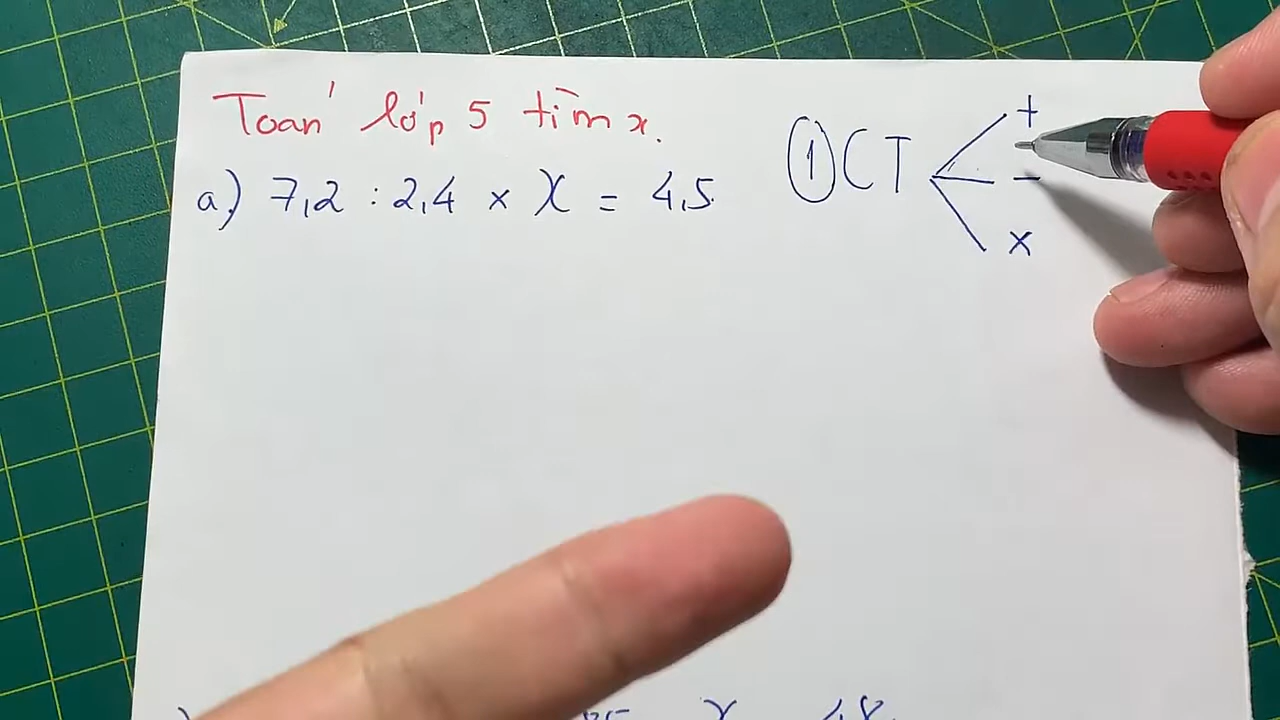 Toán lớp 5 tìm x.
a) 7,2 : 2,4 × X = 4,5
① CT
+
-
×